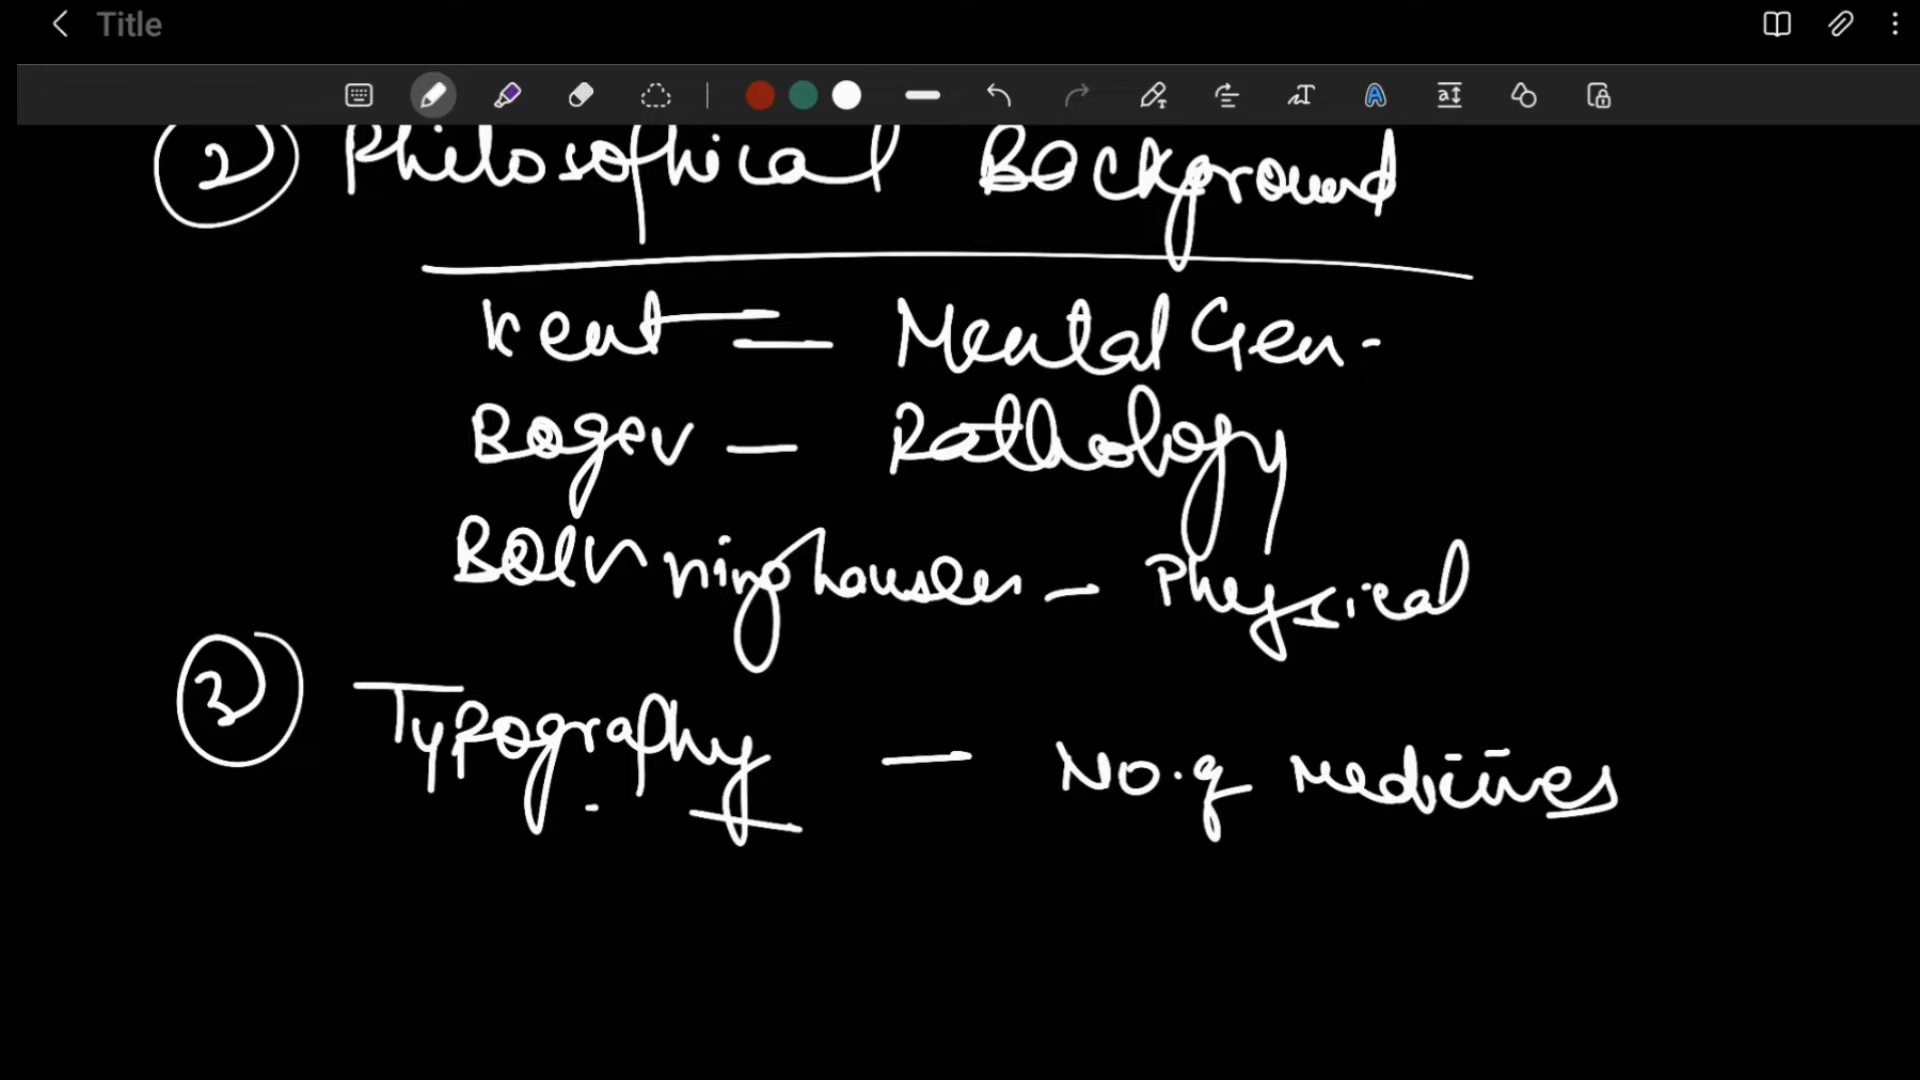 Title
2 Philosophical Background
Kent = Mental Gen -
Boger - Pathology
Boenninghausen - Physical
3 Typography - No. of medicines